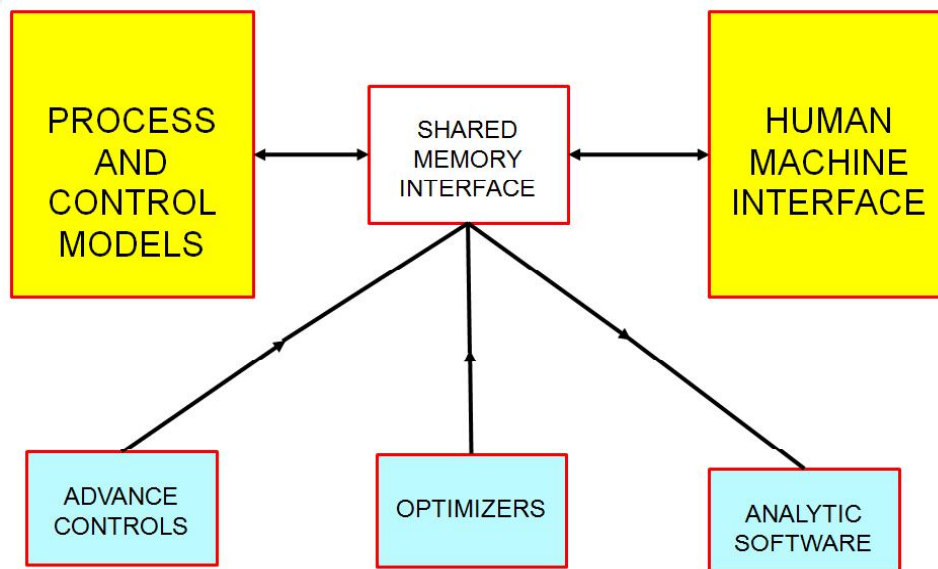 PROCESS
AND
CONTROL
MODELS
SHARED
MEMORY
INTERFACE
HUMAN
MACHINE
INTERFACE
ADVANCE
CONTROLS
OPTIMIZERS
ANALYTIC
SOFTWARE